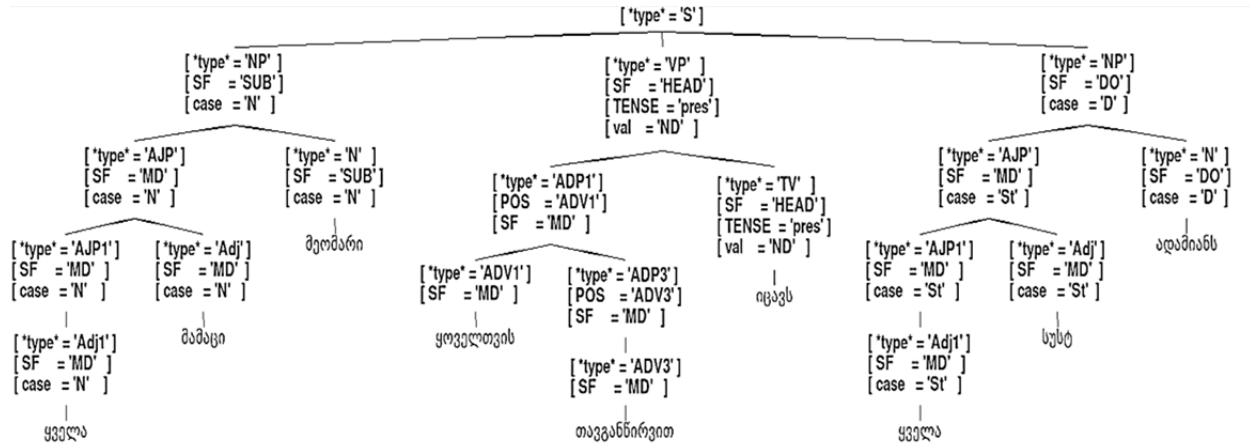 [ *type* = 'S' ]
[ *type* = 'NP' ]
[ SF = 'SUB' ]
[ case = 'N' ]
[ *type* = 'VP' ]
[ SF = 'HEAD' ]
[ TENSE = 'pres' ]
[ val = 'ND' ]
[ *type* = 'NP' ]
[ SF = 'DO' ]
[ case = 'D' ]
[ *type* = 'AJP' ]
[ SF = 'MD' ]
[ case = 'N' ]
[ *type* = 'N' ]
[ SF = 'SUB' ]
[ case = 'N' ]
მეომარი
[ *type* = 'ADP1' ]
[ POS = 'ADV1' ]
[ SF = 'MD' ]
[ *type* = 'TV' ]
[ SF = 'HEAD' ]
[ TENSE = 'pres' ]
[ val = 'ND' ]
იცავს
[ *type* = 'AJP' ]
[ SF = 'MD' ]
[ case = 'St' ]
[ *type* = 'N' ]
[ SF = 'DO' ]
[ case = 'D' ]
ადამიანს
[ *type* = 'AJP1' ]
[ SF = 'MD' ]
[ case = 'N' ]
[ *type* = 'Adj' ]
[ SF = 'MD' ]
[ case = 'N' ]
მამაცი
[ *type* = 'ADV1' ]
[ SF = 'MD' ]
ყოველთვის
[ *type* = 'ADP3' ]
[ POS = 'ADV3' ]
[ SF = 'MD' ]
[ *type* = 'AJP1' ]
[ SF = 'MD' ]
[ case = 'St' ]
[ *type* = 'Adj' ]
[ SF = 'MD' ]
[ case = 'St' ]
სუსტ
[ *type* = 'Adj1' ]
[ SF = 'MD' ]
[ case = 'N' ]
ყველა
[ *type* = 'ADV3' ]
[ SF = 'MD' ]
თავგანწირვით
[ *type* = 'Adj1' ]
[ SF = 'MD' ]
[ case = 'St' ]
ყველა